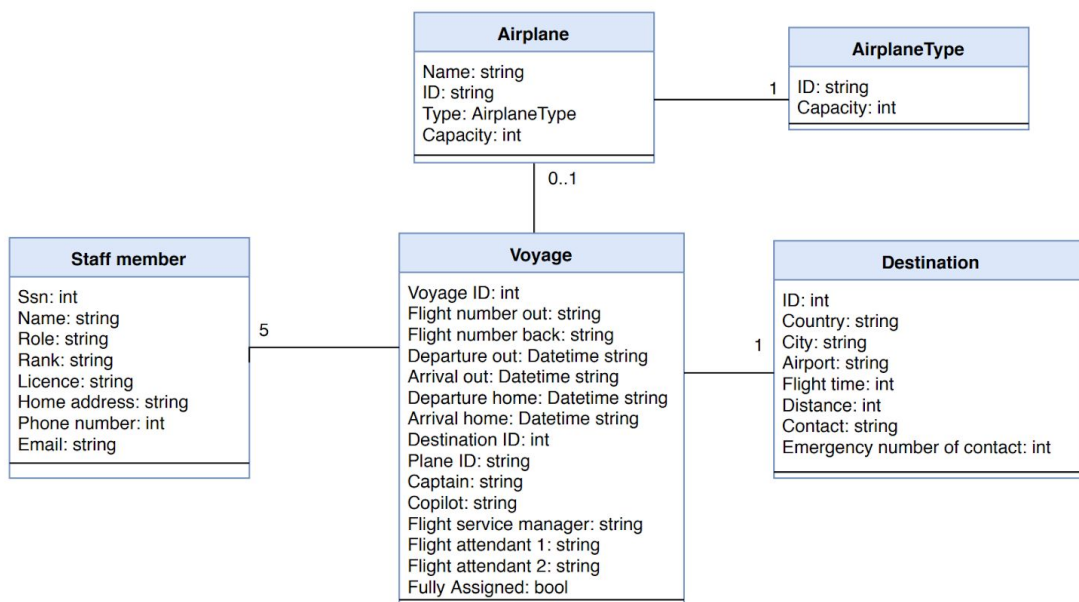 Airplane
Name: string
ID: string
Type: AirplaneType
Capacity: int
1
AirplaneType
ID: string
Capacity: int
0..1
Staff member
Ssn: int
Name: string
Role: string
Rank: string
Licence: string
Home address: string
Phone number: int
Email: string
5
Voyage
Voyage ID: int
Flight number out: string
Flight number back: string
Departure out: Datetime string
Arrival out: Datetime string
Departure home: Datetime string
Arrival home: Datetime string
Destination ID: int
Plane ID: string
Captain: string
Copilot: string
Flight service manager: string
Flight attendant 1: string
Flight attendant 2: string
Fully Assigned: bool
1
Destination
ID: int
Country: string
City: string
Airport: string
Flight time: int
Distance: int
Contact: string
Emergency number of contact: int